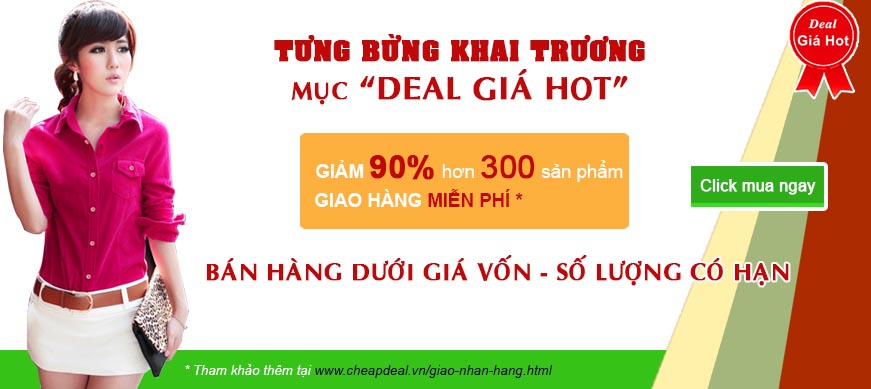 TƯNG BỪNG KHAI TRƯƠNG
MỤC “DEAL GIÁ HOT”
Deal
Giá Hot
GIẢM 90% hơn 300 sản phẩm
GIAO HÀNG MIỄN PHÍ *
Click mua ngay
BÁN HÀNG DƯỚI GIÁ VỐN - SỐ LƯỢNG CÓ HẠN
* Tham khảo thêm tại www.cheapdeal.vn/giao-nhan-hang.html